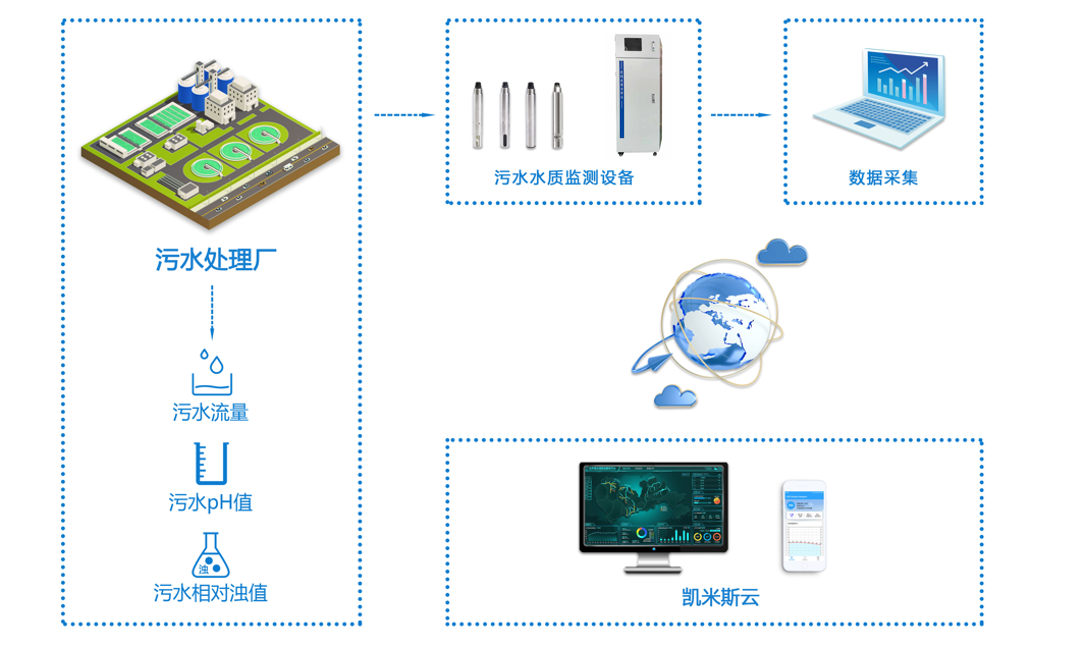 污水处理厂
污水流量
污水pH值
浊
污水相对浊值
污水水质监测设备
数据采集
凯米斯云